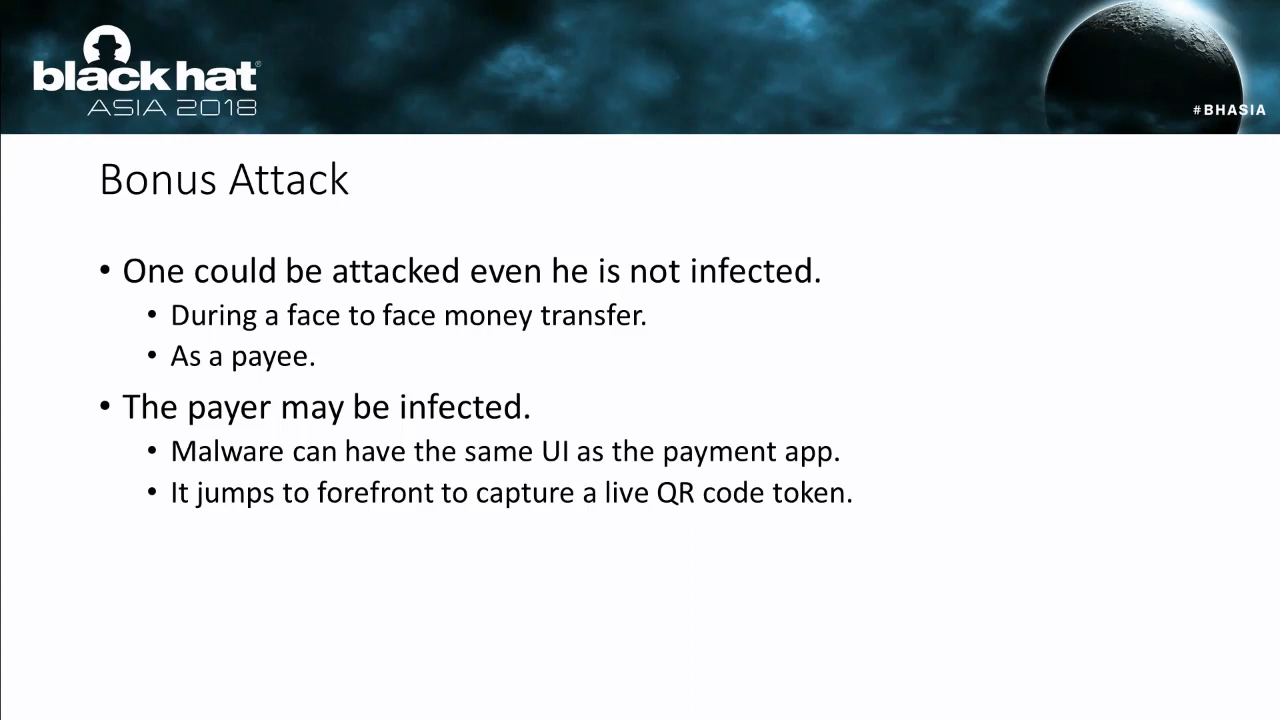 black hat®
ASIA 2018
#BHASIA
Bonus Attack
• One could be attacked even he is not infected.
• During a face to face money transfer.
• As a payee.
• The payer may be infected.
• Malware can have the same UI as the payment app.
• It jumps to forefront to capture a live QR code token.